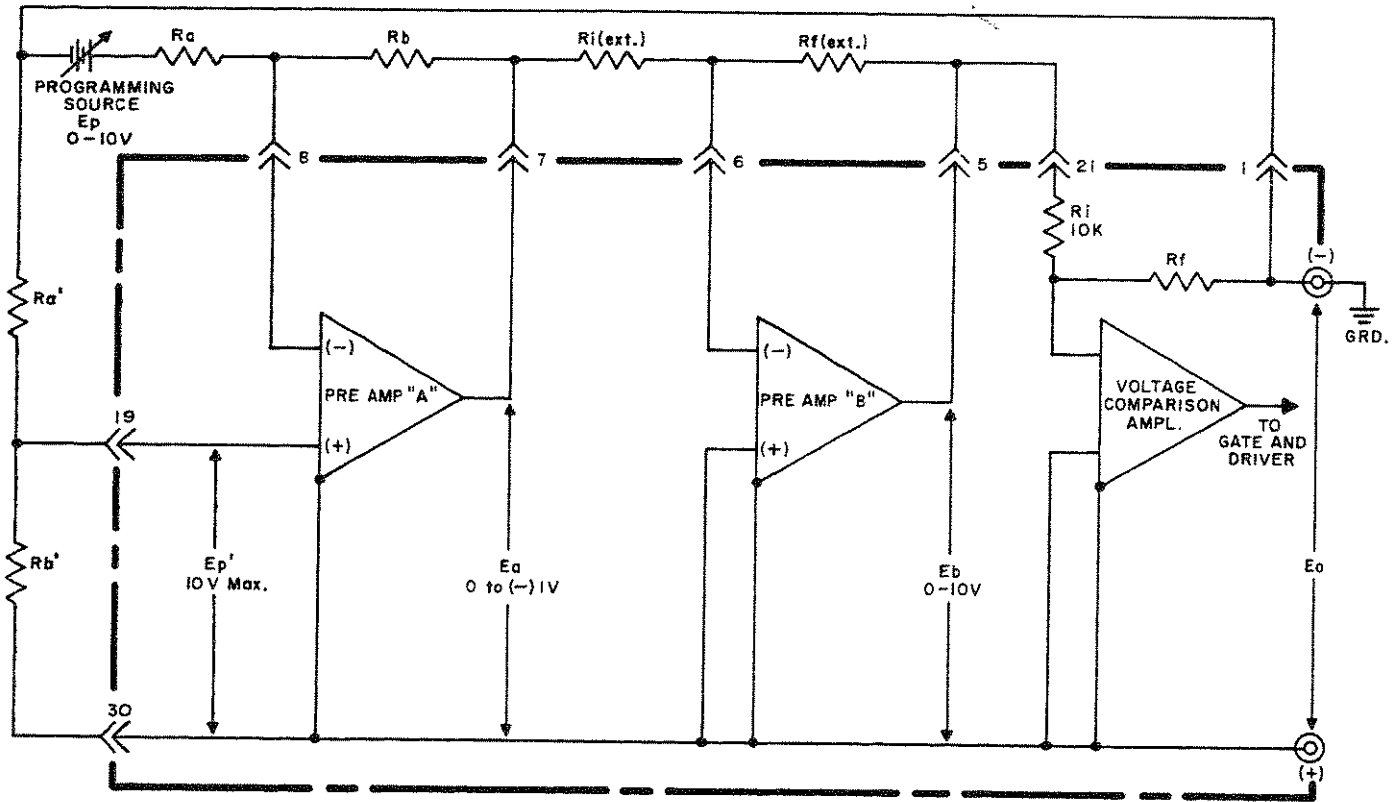 Ra
Rb
Ri(ext.)
Rf(ext.)
PROGRAMMING
SOURCE
Ep
0-10V
8
7
6
5
21
1
Ri
10K
(-)
Rf
GRD.
Ra'
(-)
PRE AMP "A"
(+)
(-)
PRE AMP "B"
(+)
VOLTAGE
COMPARISON
AMPL.
TO
GATE AND
DRIVER
19
Rb'
Ep'
10V Max.
Ea
0 to (-) 1V
Eb
0-10V
Eo
30
(+)